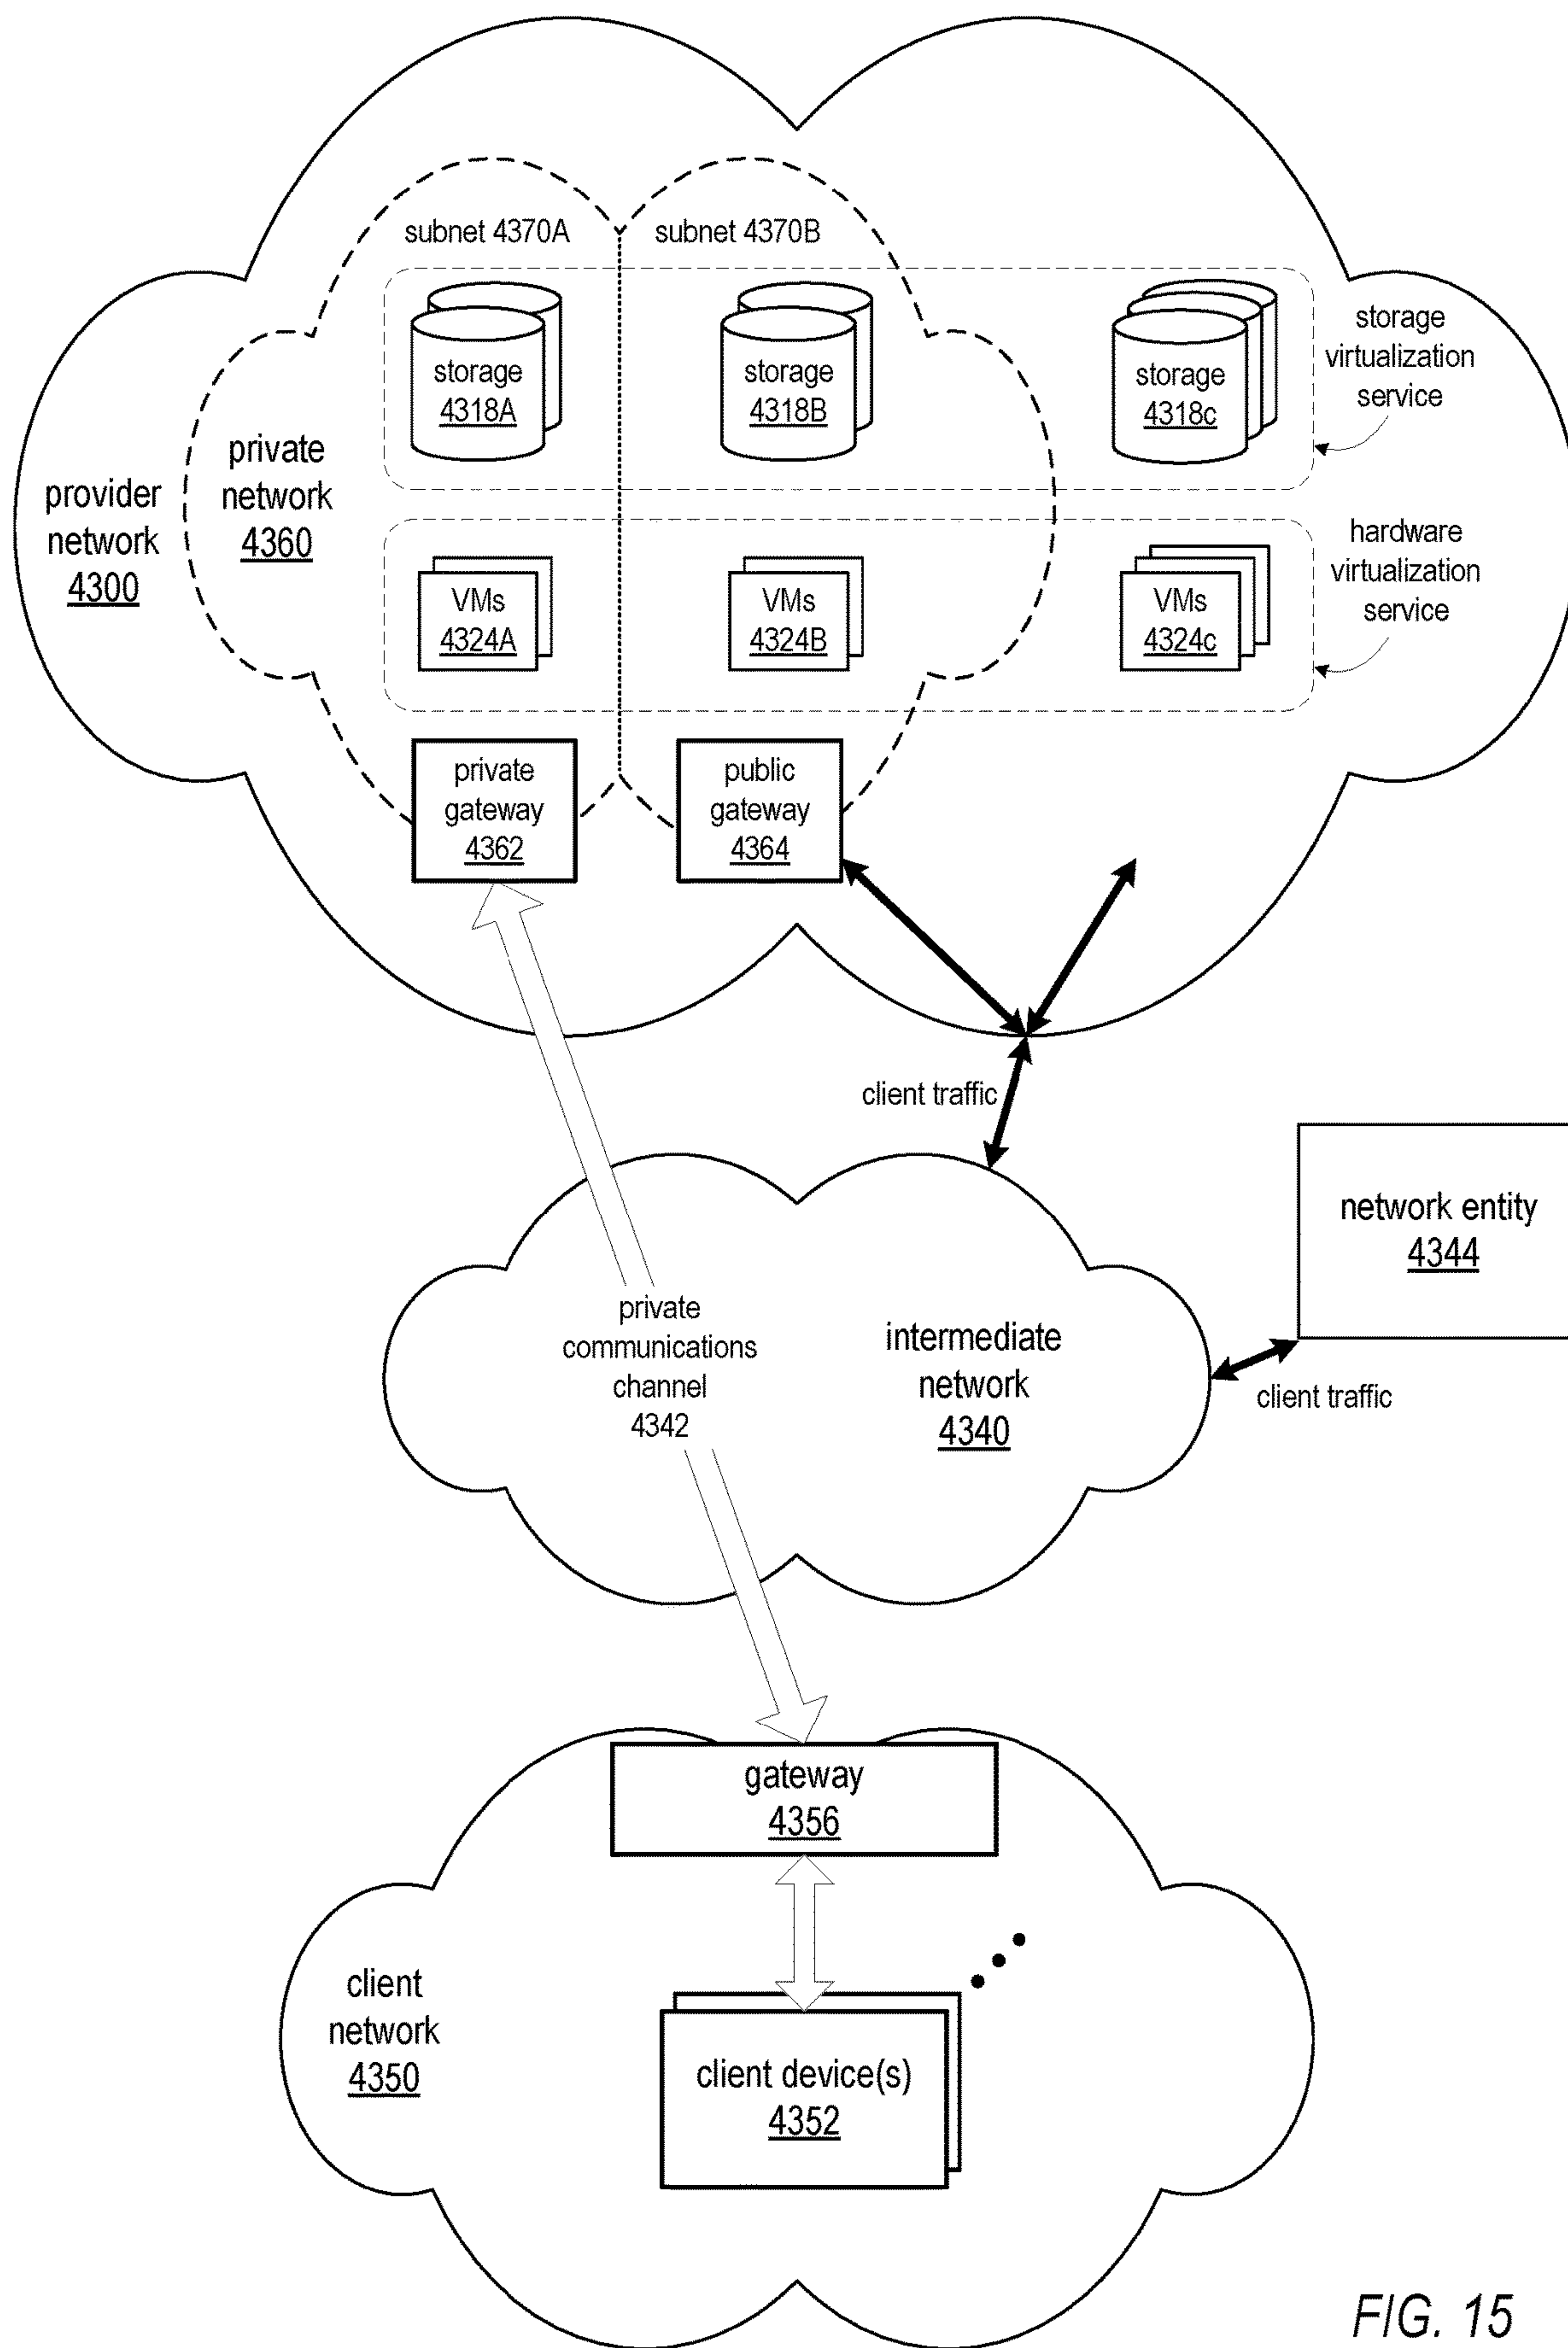 subnet 4370A
subnet 4370B
storage
4318A
storage
4318B
storage
4318c
storage
virtualization
service
provider
network
4300
private
network
4360
VMs
4324A
VMs
4324B
VMs
4324c
hardware
virtualization
service
private
gateway
4362
public
gateway
4364
client traffic
network entity
4344
private
communications
channel
4342
intermediate
network
4340
client traffic
gateway
4356
client
network
4350
client device(s)
4352
FIG. 15